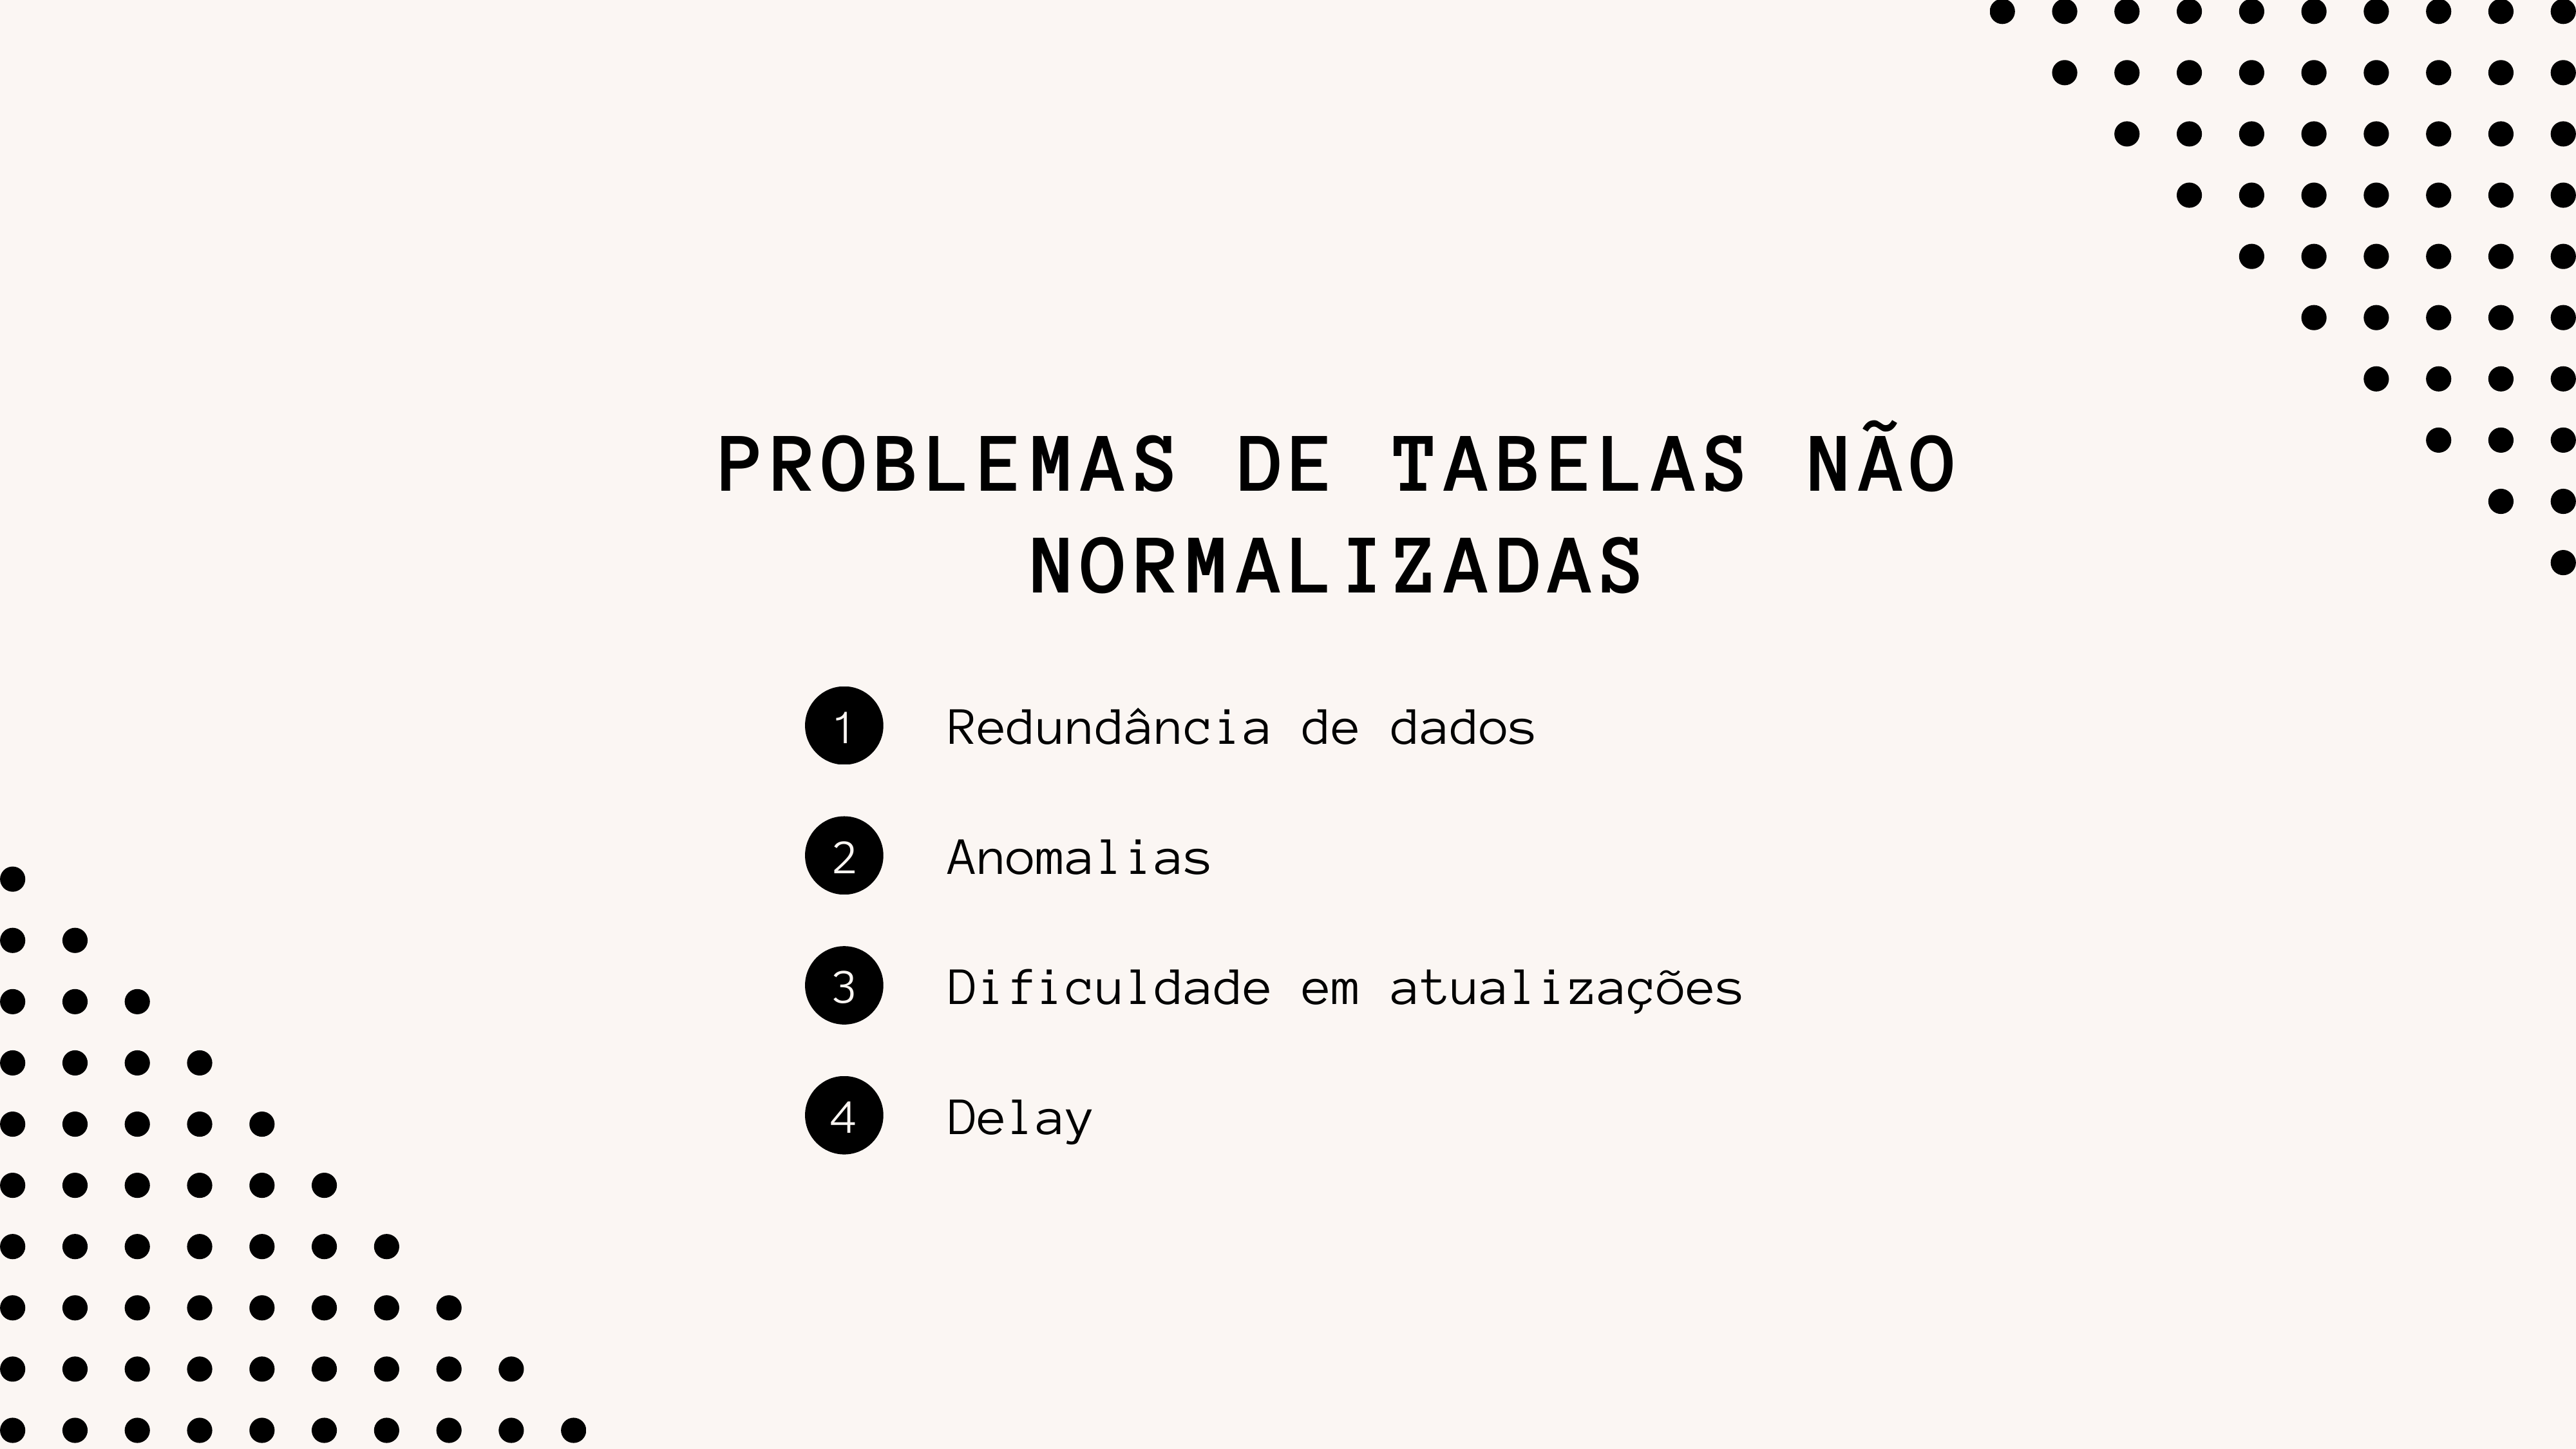 PROBLEMAS DE TABELAS NÃO
NORMALIZADAS
1 Redundância de dados
2 Anomalias
3 Dificuldade em atualizações
4 Delay